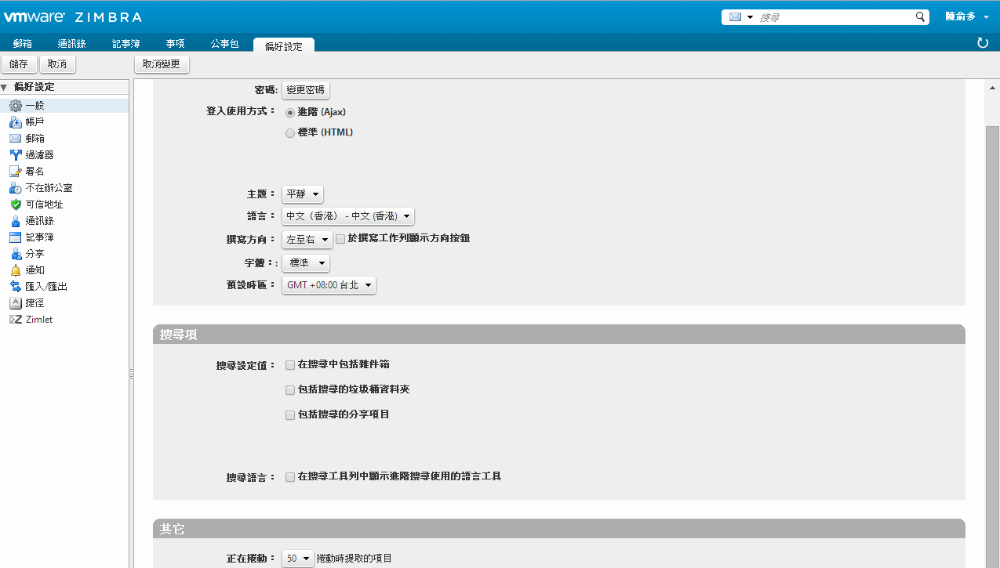 vmware ZIMBRA
搜尋
陳俞多
郵箱 通訊錄 記事簿 事項 公事包 偏好設定
儲存 取消 取消變更
偏好設定
一般
帳戶
郵箱
過濾器
署名
不在辦公室
可信地址
通訊錄
記事簿
分享
通知
匯入/匯出
捷徑
Zimlet
密碼: 變更密碼
登入使用方式： 進階 (Ajax)
標準 (HTML)
主題： 平靜
語言： 中文（香港） - 中文 (香港)
撰寫方向： 左至右 於撰寫工作列顯示方向按鈕
字體：: 標準
預設時區： GMT +08:00 台北
搜尋項
搜尋設定值： 在搜尋中包括雜件箱
包括搜尋的垃圾桶資料夾
包括搜尋的分享項目
搜尋語言： 在搜尋工具列中顯示進階搜尋使用的語言工具
其它
正在捲動： 50 捲動時提取的項目